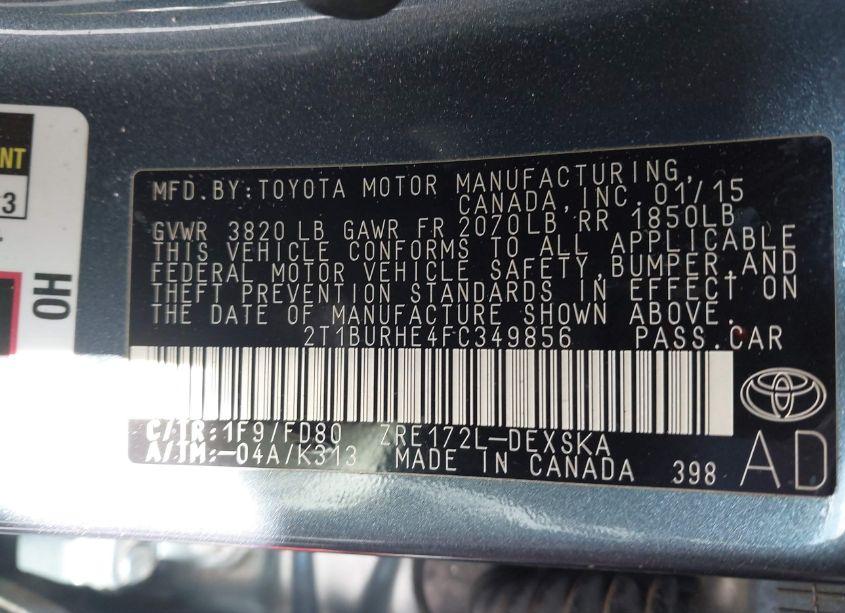 NT
3
HO
MFD.BY:TOYOTA MOTOR MANUFACTURING,
CANADA,INC.01/15
GVWR 3820 LB GAWR FR 2070LB RR 1850LB
THIS VEHICLE CONFORMS TO ALL APPLICABLE
FEDERAL MOTOR VEHICLE SAFETY,BUMPER,AND
THEFT PREVENTION STANDARDS IN EFFECT ON
THE DATE OF MANUFACTURE SHOWN ABOVE.
2T1BURHE4FC349856 PASS.CAR
C/TR:1F9/FD80 ZRE172L-DEXSKA
A/TM:-04A/K313 MADE IN CANADA 398
AD